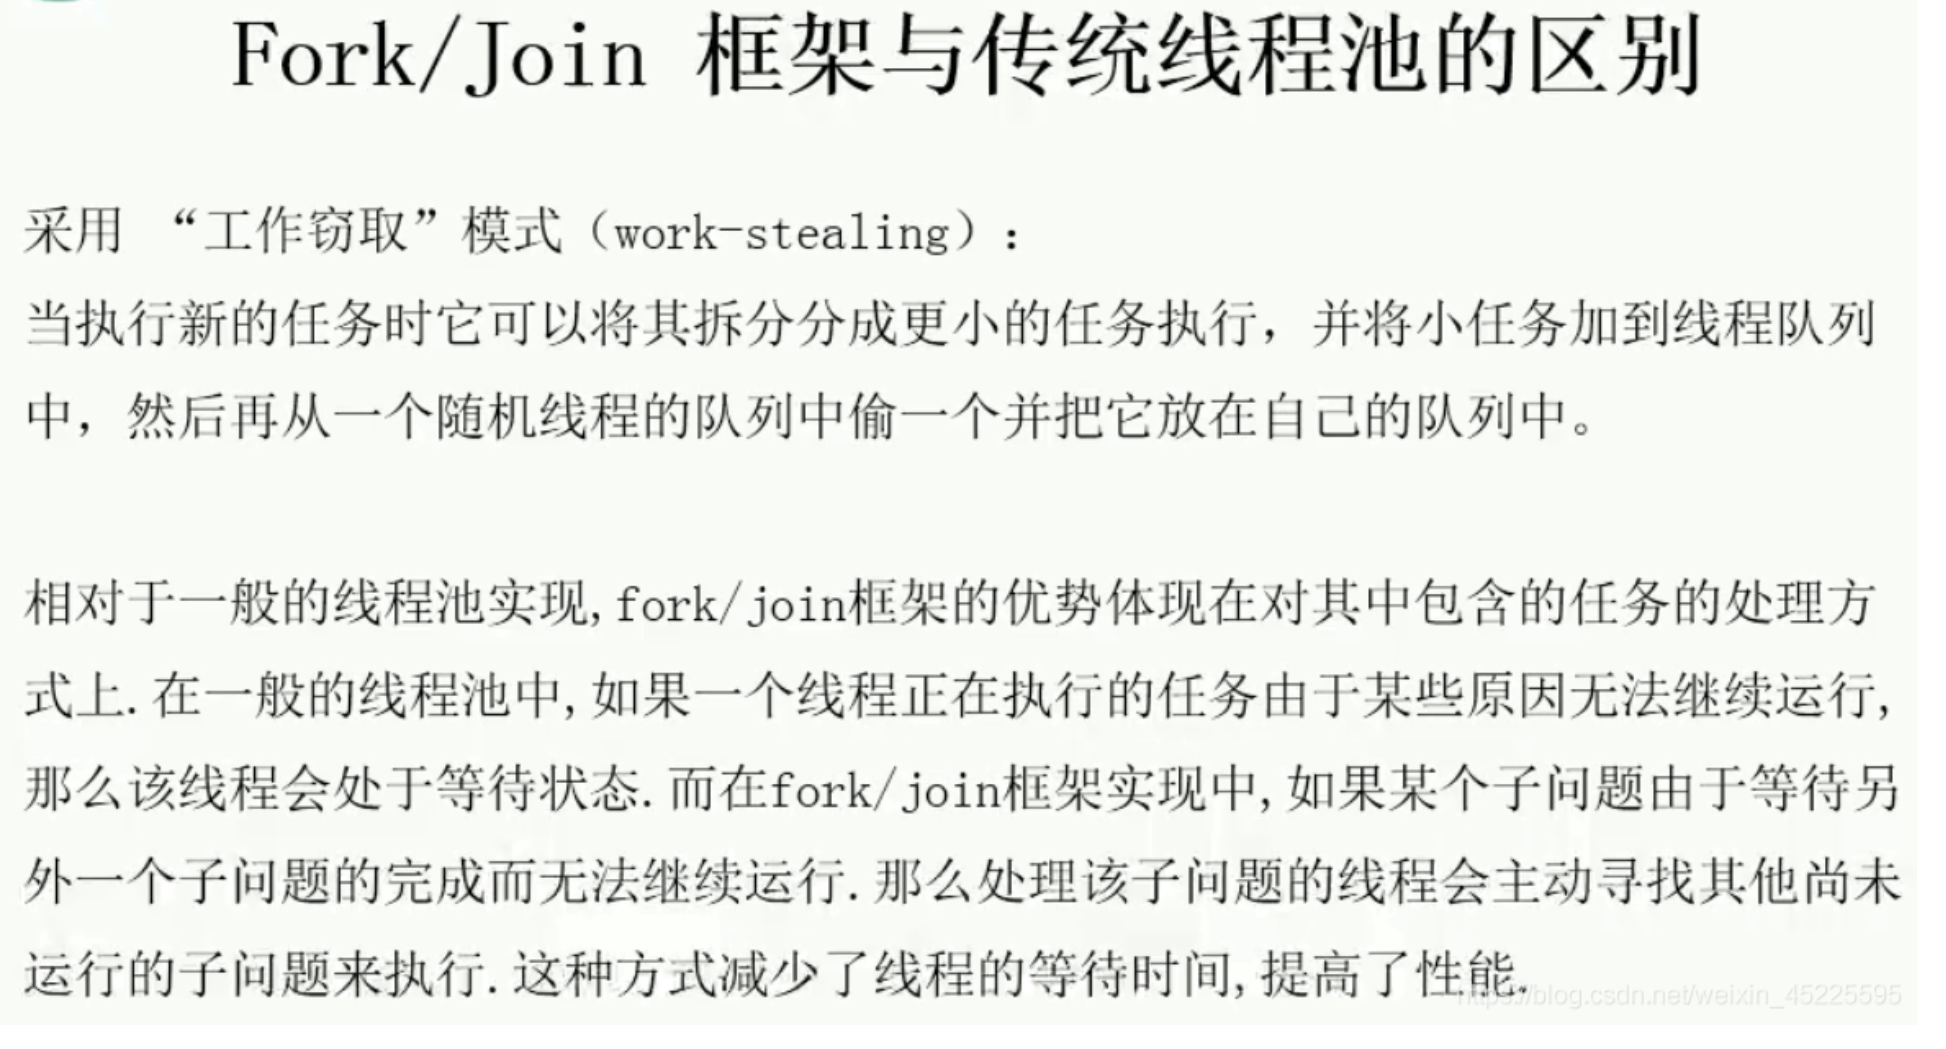 Fork/Join 框架与传统线程池的区别
采用 “工作窃取”模式（work-stealing）：
当执行新的任务时它可以将其拆分分成更小的任务执行，并将小任务加到线程队列
中，然后再从一个随机线程的队列中偷一个并把它放在自己的队列中。
相对于一般的线程池实现,fork/join框架的优势体现在对其中包含的任务的处理方
式上.在一般的线程池中,如果一个线程正在执行的任务由于某些原因无法继续运行,
那么该线程会处于等待状态.而在fork/join框架实现中,如果某个子问题由于等待另
外一个子问题的完成而无法继续运行.那么处理该子问题的线程会主动寻找其他尚未
运行的子问题来执行.这种方式减少了线程的等待时间,提高了性能.
https://blog.csdn.net/weixin_45225595